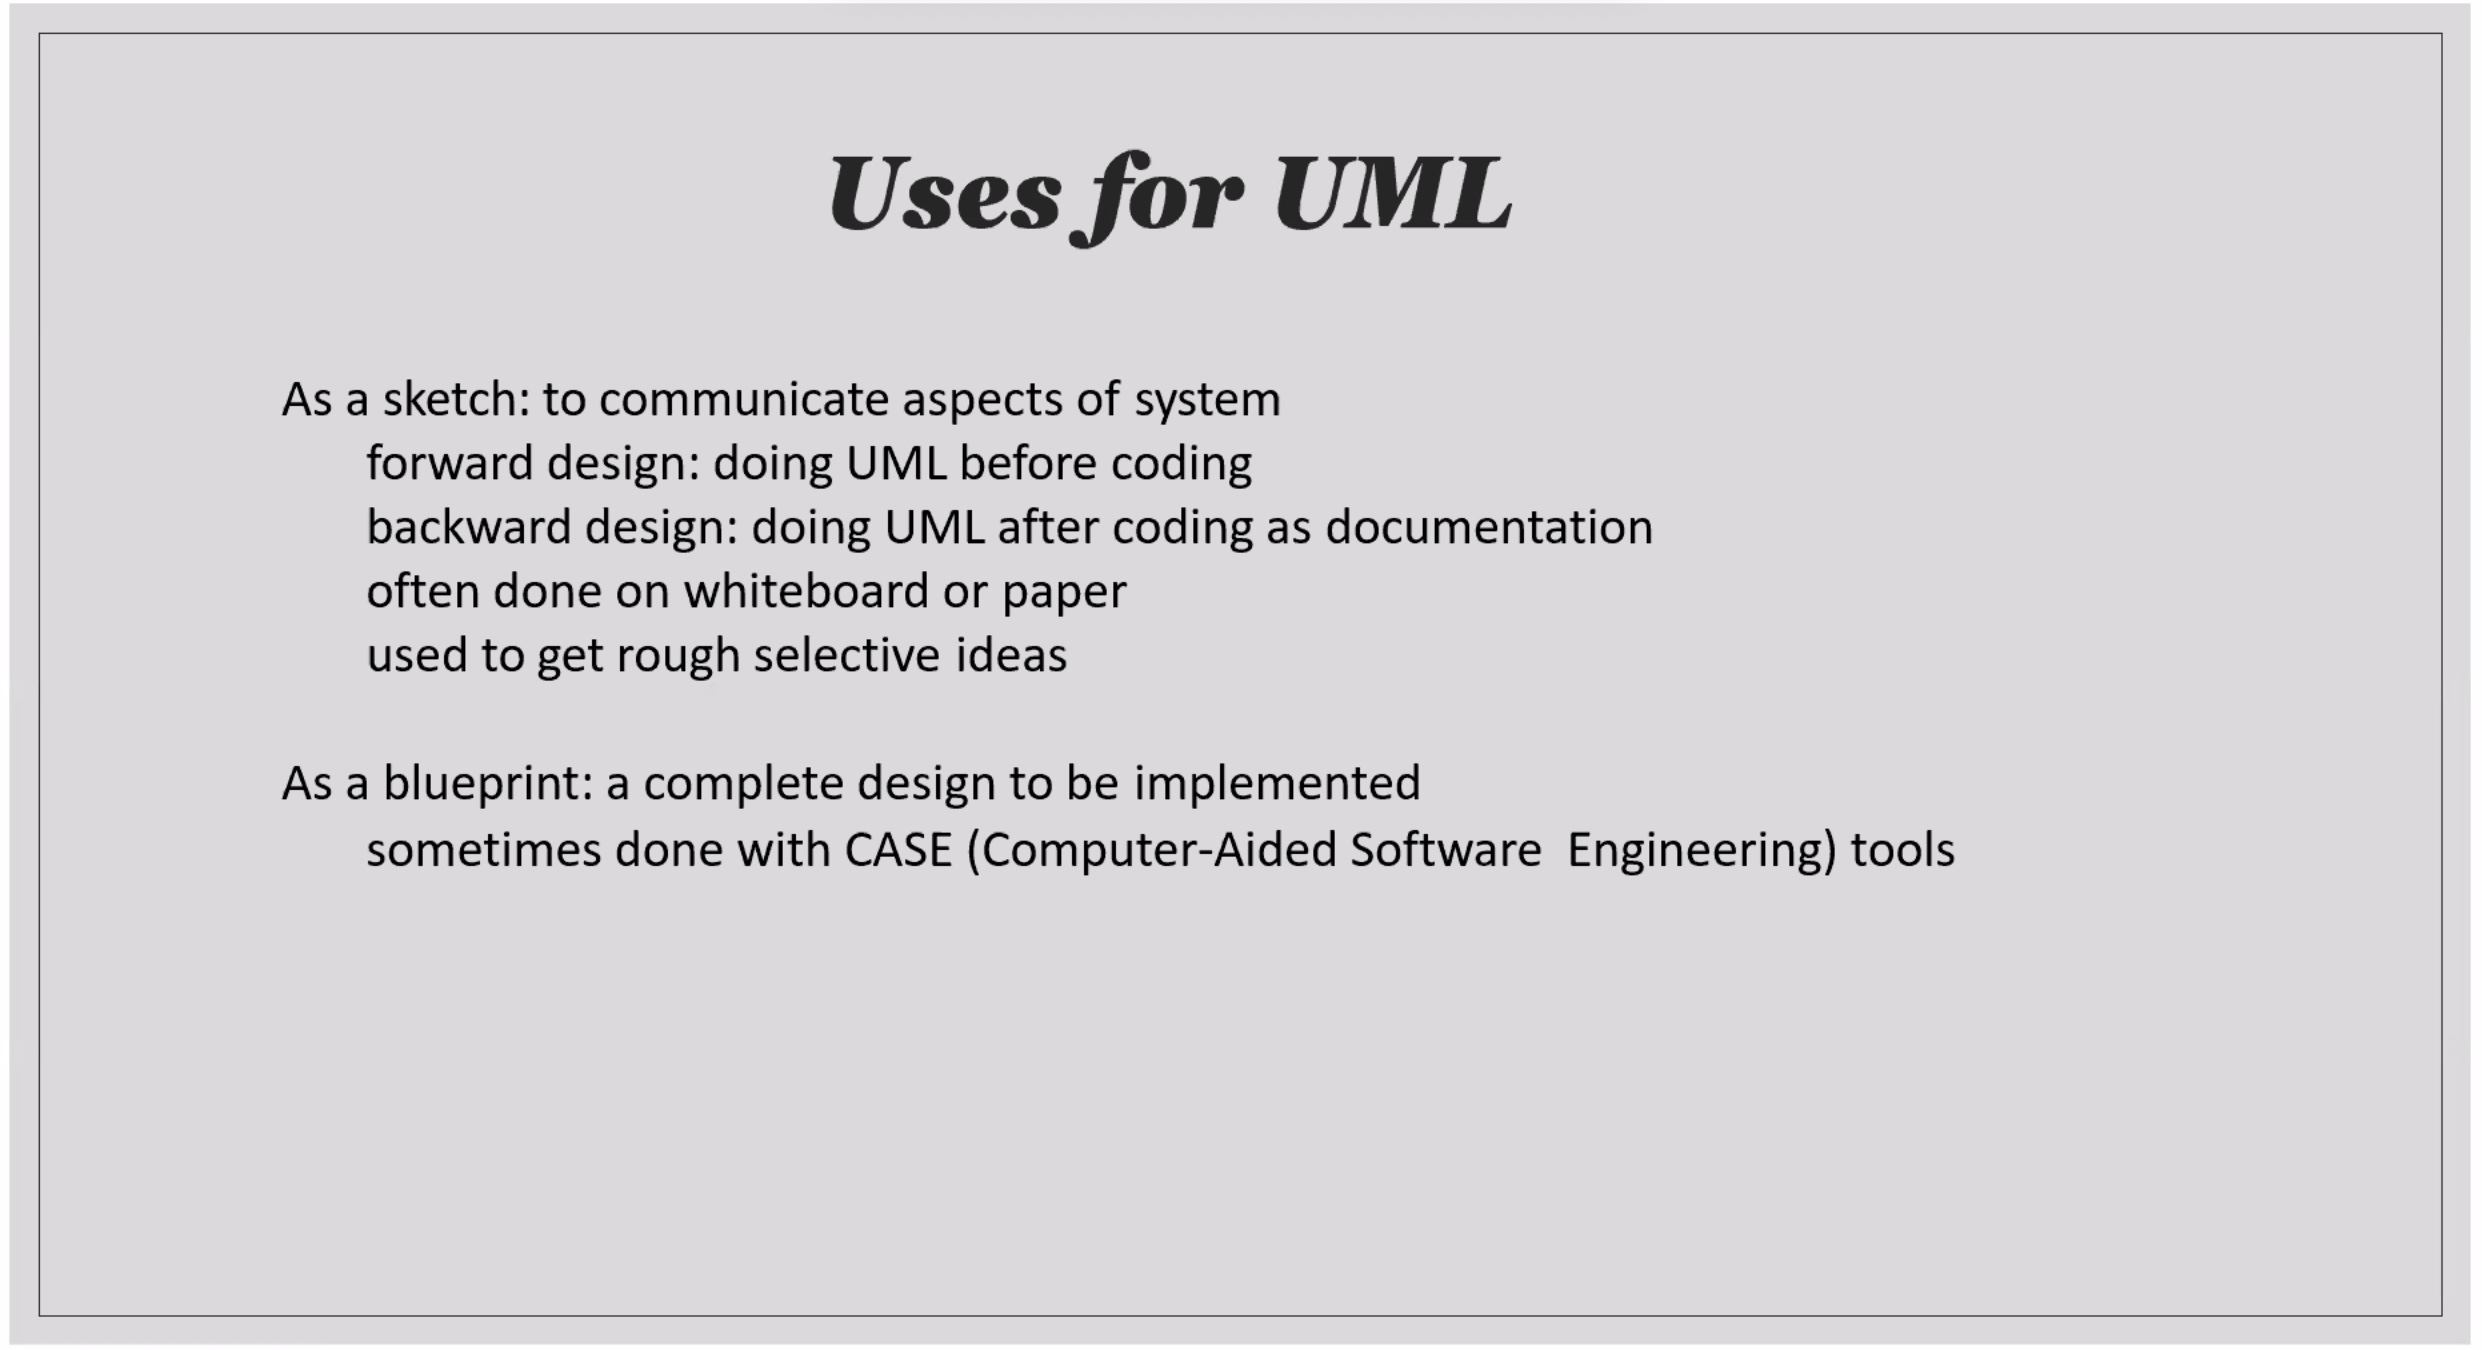 Uses for UML
As a sketch: to communicate aspects of system
forward design: doing UML before coding
backward design: doing UML after coding as documentation
often done on whiteboard or paper
used to get rough selective ideas
As a blueprint: a complete design to be implemented
sometimes done with CASE (Computer-Aided Software  Engineering) tools